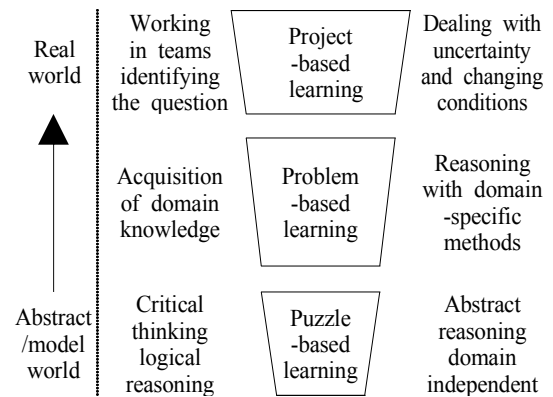 Real
world
Working
in teams
identifying
the question
Project
-based
learning
Dealing with
uncertainty
and changing
conditions
Acquisition
of domain
knowledge
Problem
-based
learning
Reasoning
with domain
-specific
methods
Abstract
/model
world
Critical
thinking
logical
reasoning
Puzzle
-based
learning
Abstract
reasoning
domain
independent